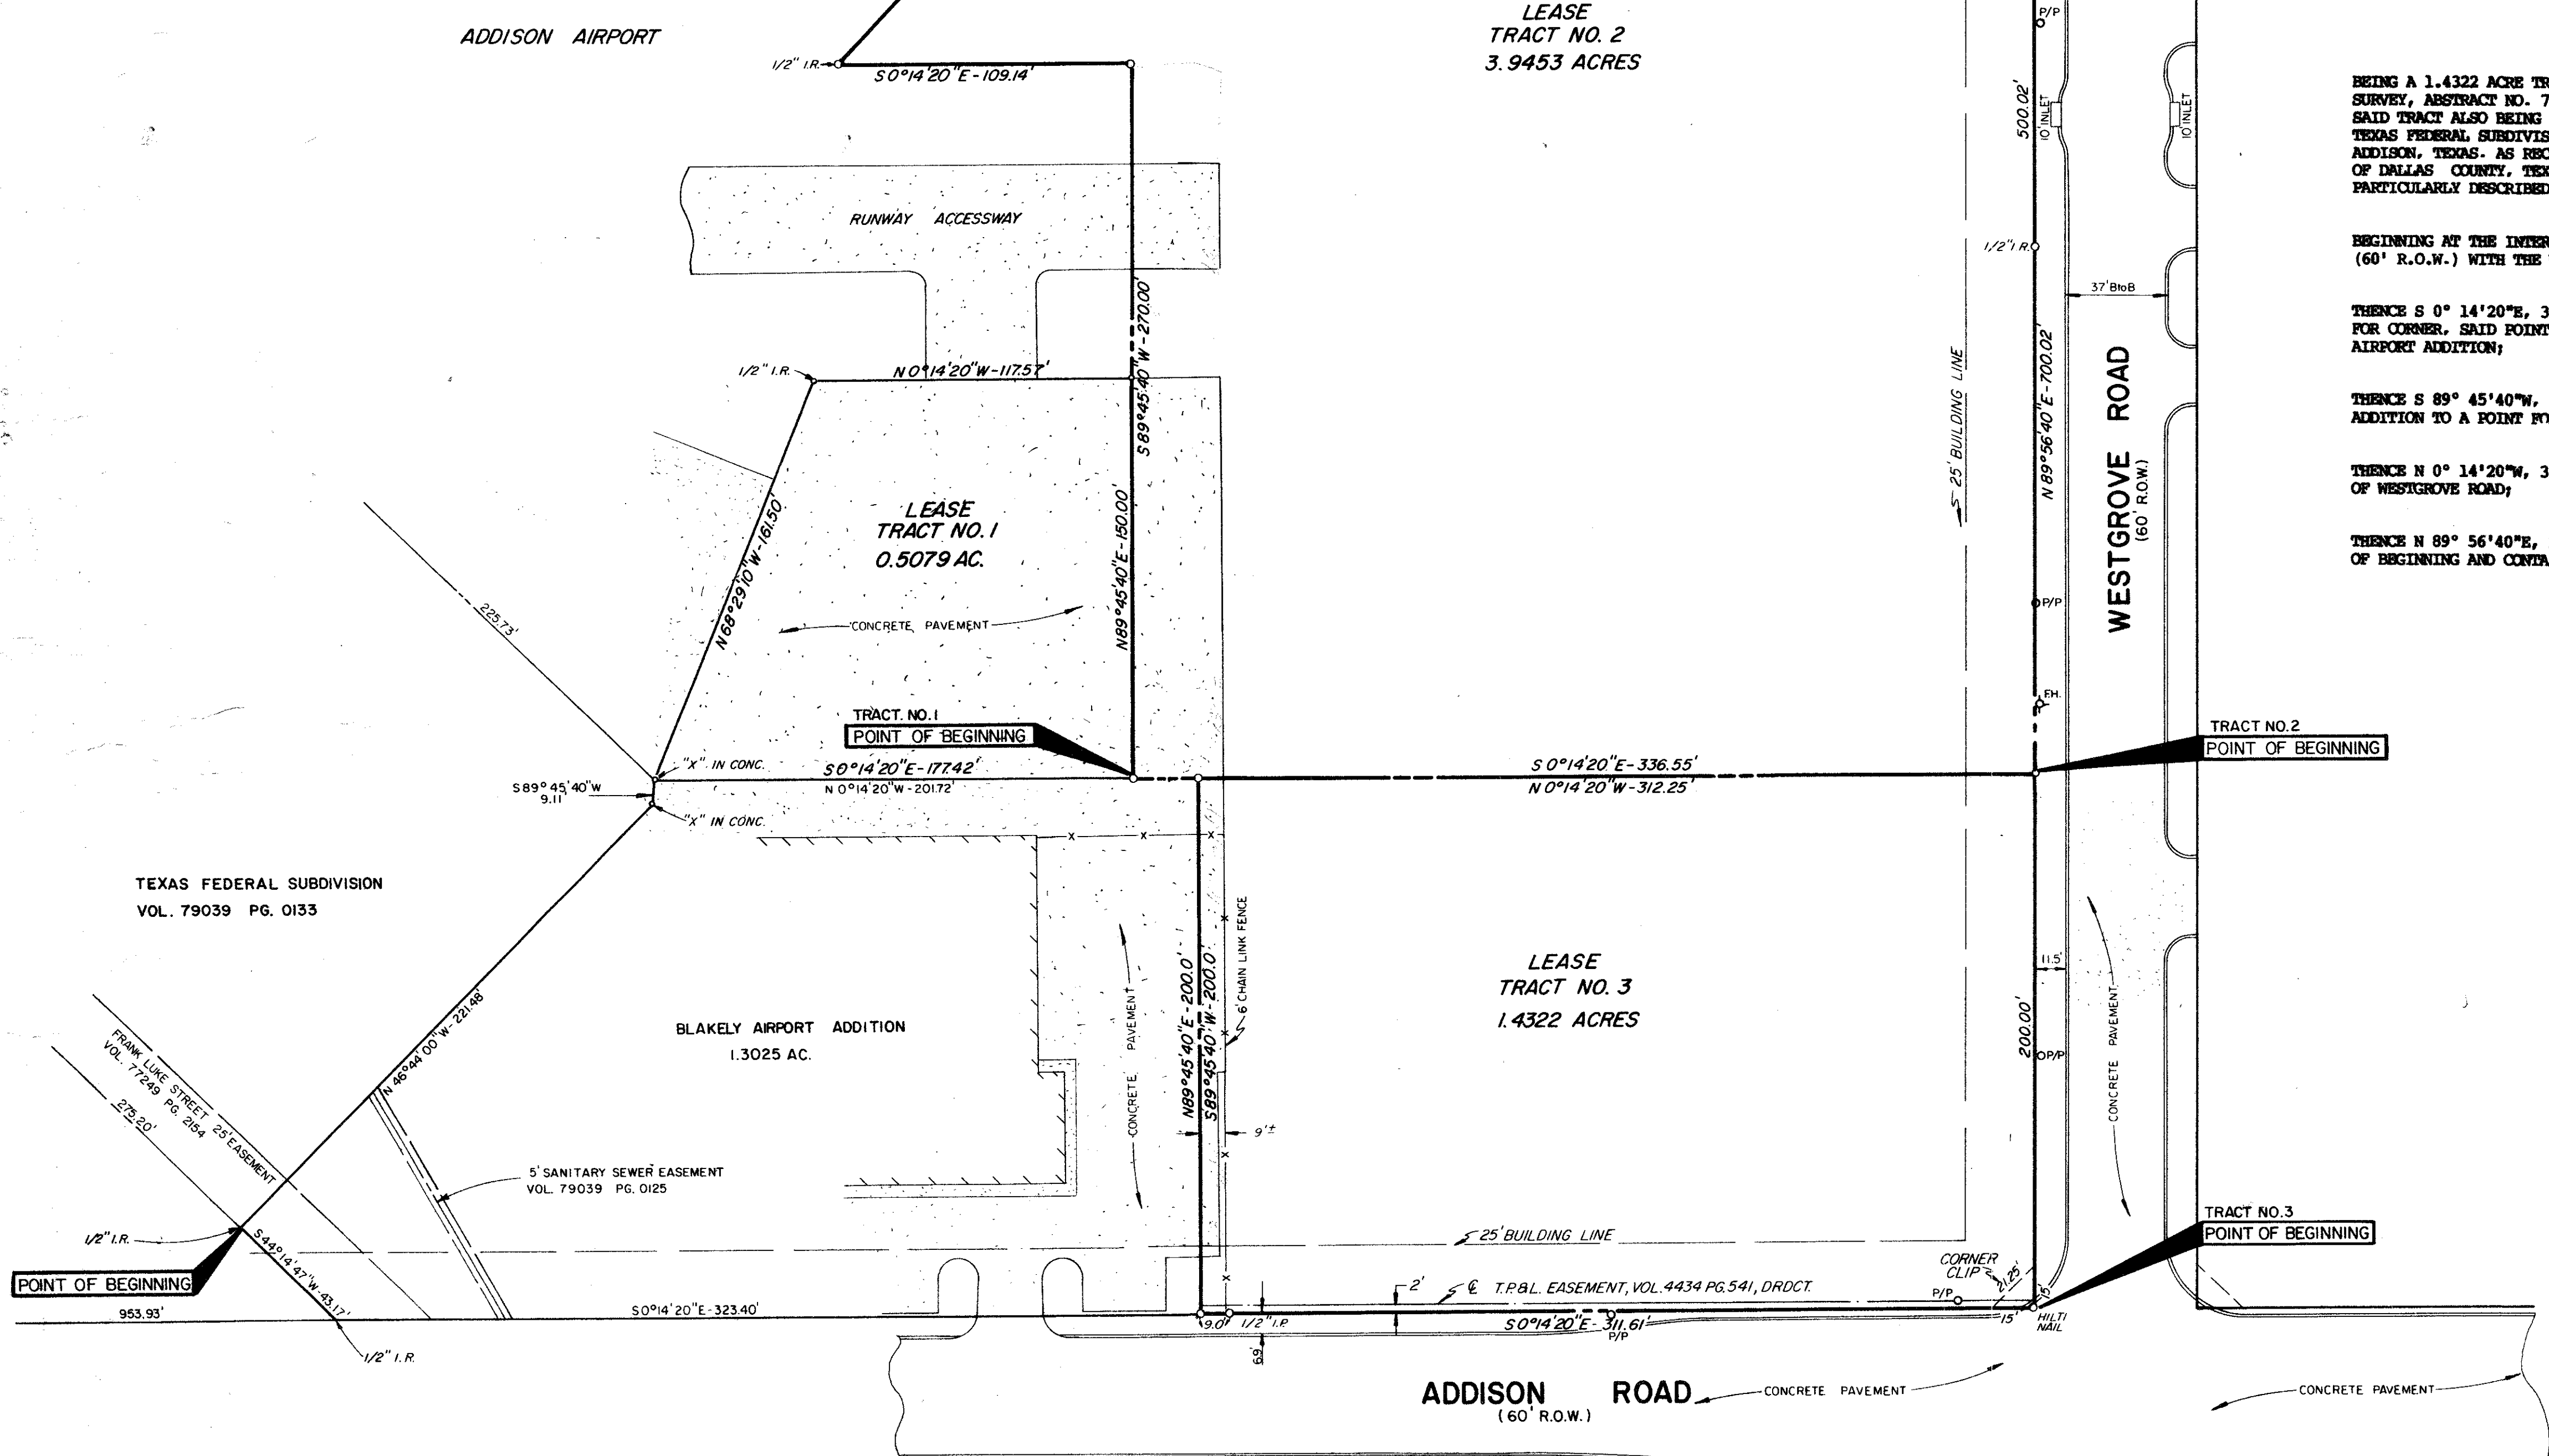 ADDISON AIRPORT
1/2" I.R.
S 0°14'20"E-109.14'
LEASE
TRACT NO. 2
3.9453 ACRES
P/P
500.02'
10' INLET
10' INLET
RUNWAY ACCESSWAY
1/2" I.R.
37' BtoB
S 89°45'40"W-270.00'
N 0°14'20"W-117.57'
1/2" I.R.
25' BUILDING LINE
N 89°56'40"E-700.02'
WESTGROVE ROAD
(60' R.O.W.)
LEASE
TRACT NO. 1
0.5079 AC.
N 68°29'10"W-161.50'
N89°45'40"E-150.00'
CONCRETE PAVEMENT
225.73'
P/P
F.H.
TRACT NO. 1
POINT OF BEGINNING
TRACT NO. 2
POINT OF BEGINNING
"X" IN CONC.
S 0°14'20"E-177.42'
N 0°14'20"W-201.72'
S 0°14'20"E-336.55'
N 0°14'20"W-312.25'
S 89°45'40"W
9.11'
"X" IN CONC.
TEXAS FEDERAL SUBDIVISION
VOL. 79039 PG. 0133
BLAKELY AIRPORT ADDITION
1.3025 AC.
N 46°44'00"W-221.48'
CONCRETE PAVEMENT
N89°45'40"E-200.0'
S89°45'40"W-200.0'
6' CHAIN LINK FENCE
9'±
LEASE
TRACT NO. 3
1.4322 ACRES
11.5'
200.00'
P/P
CONCRETE PAVEMENT
FRANK LUKE STREET 25' EASEMENT
VOL. 77249 PG. 2154
275.20'
5' SANITARY SEWER EASEMENT
VOL. 79039 PG. 0125
1/2" I.R.
S44°14'47"W-43.17'
POINT OF BEGINNING
953.93'
S0°14'20"E-323.40'
1/2" I.R.
25' BUILDING LINE
2'
℄ T.P.&L. EASEMENT, VOL. 4434 PG. 541, DRDCT.
CORNER
CLIP
21.25'
15'
P/P
15'
HILTI
NAIL
TRACT NO. 3
POINT OF BEGINNING
9.0'
1/2" I.P.
6.9'
S 0°14'20"E-311.61'
P/P
ADDISON ROAD
(60' R.O.W.)
CONCRETE PAVEMENT
CONCRETE PAVEMENT
BEING A 1.4322 ACRE TR
SURVEY, ABSTRACT NO. 7
SAID TRACT ALSO BEING
TEXAS FEDERAL SUBDIVIS
ADDISON, TEXAS. AS REC
OF DALLAS COUNTY, TEX
PARTICULARLY DESCRIBED
BEGINNING AT THE INTER
(60' R.O.W.) WITH THE
THENCE S 0° 14'20"E, 3
FOR CORNER, SAID POINT
AIRPORT ADDITION;
THENCE S 89° 45'40"W,
ADDITION TO A POINT FO
THENCE N 0° 14'20"W, 3
OF WESTGROVE ROAD;
THENCE N 89° 56'40"E,
OF BEGINNING AND CONTA